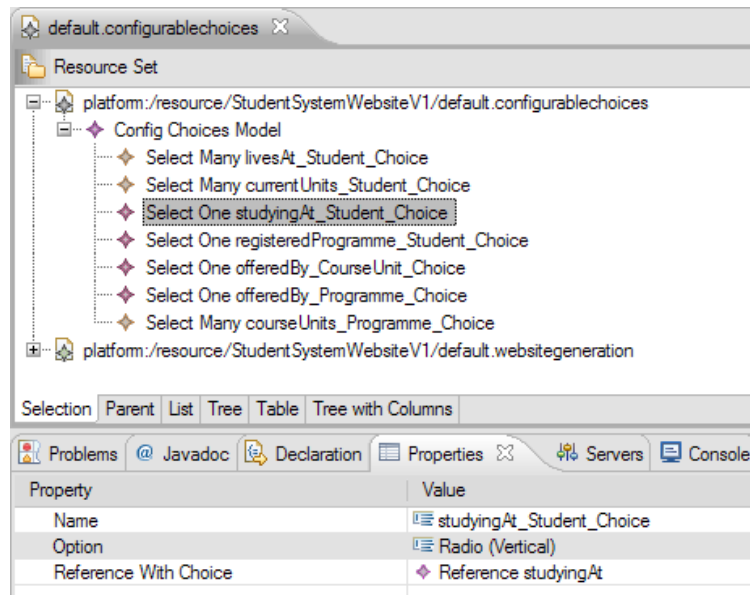 default.configurablechoices
Resource Set
platform:/resource/StudentSystemWebsiteV1/default.configurablechoices
Config Choices Model
Select Many livesAt_Student_Choice
Select Many currentUnits_Student_Choice
Select One studyingAt_Student_Choice
Select One registeredProgramme_Student_Choice
Select One offeredBy_CourseUnit_Choice
Select One offeredBy_Programme_Choice
Select Many courseUnits_Programme_Choice
platform:/resource/StudentSystemWebsiteV1/default.websitegeneration
Selection Parent List Tree Table Tree with Columns
Problems @ Javadoc Declaration Properties Servers Console
Property Value
Name studyingAt_Student_Choice
Option Radio (Vertical)
Reference With Choice Reference studyingAt